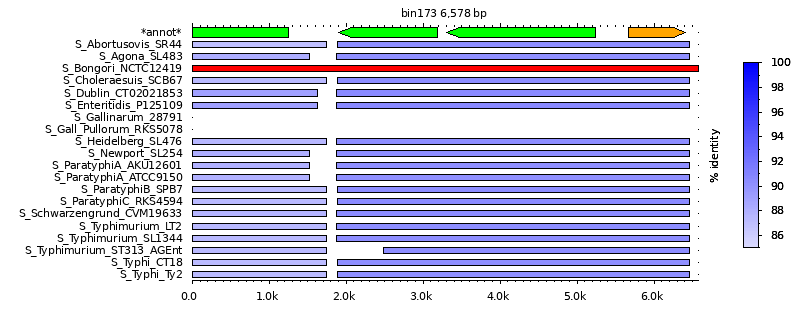 bin173 6,578 bp
*annot*
S_Abortusovis_SR44
S_Agona_SL483
S_Bongori_NCTC12419
S_Choleraesuis_SCB67
S_Dublin_CT02021853
S_Enteritidis_P125109
S_Gallinarum_28791
S_Gall_Pullorum_RKS5078
S_Heidelberg_SL476
S_Newport_SL254
S_ParatyphiA_AKU12601
S_ParatyphiA_ATCC9150
S_ParatyphiB_SPB7
S_ParatyphiC_RKS4594
S_Schwarzengrund_CVM19633
S_Typhimurium_LT2
S_Typhimurium_SL1344
S_Typhimurium_ST313_AGEnt
S_Typhi_CT18
S_Typhi_Ty2
0.0 1.0k 2.0k 3.0k 4.0k 5.0k 6.0k
% identity
100
98
96
94
92
90
88
86